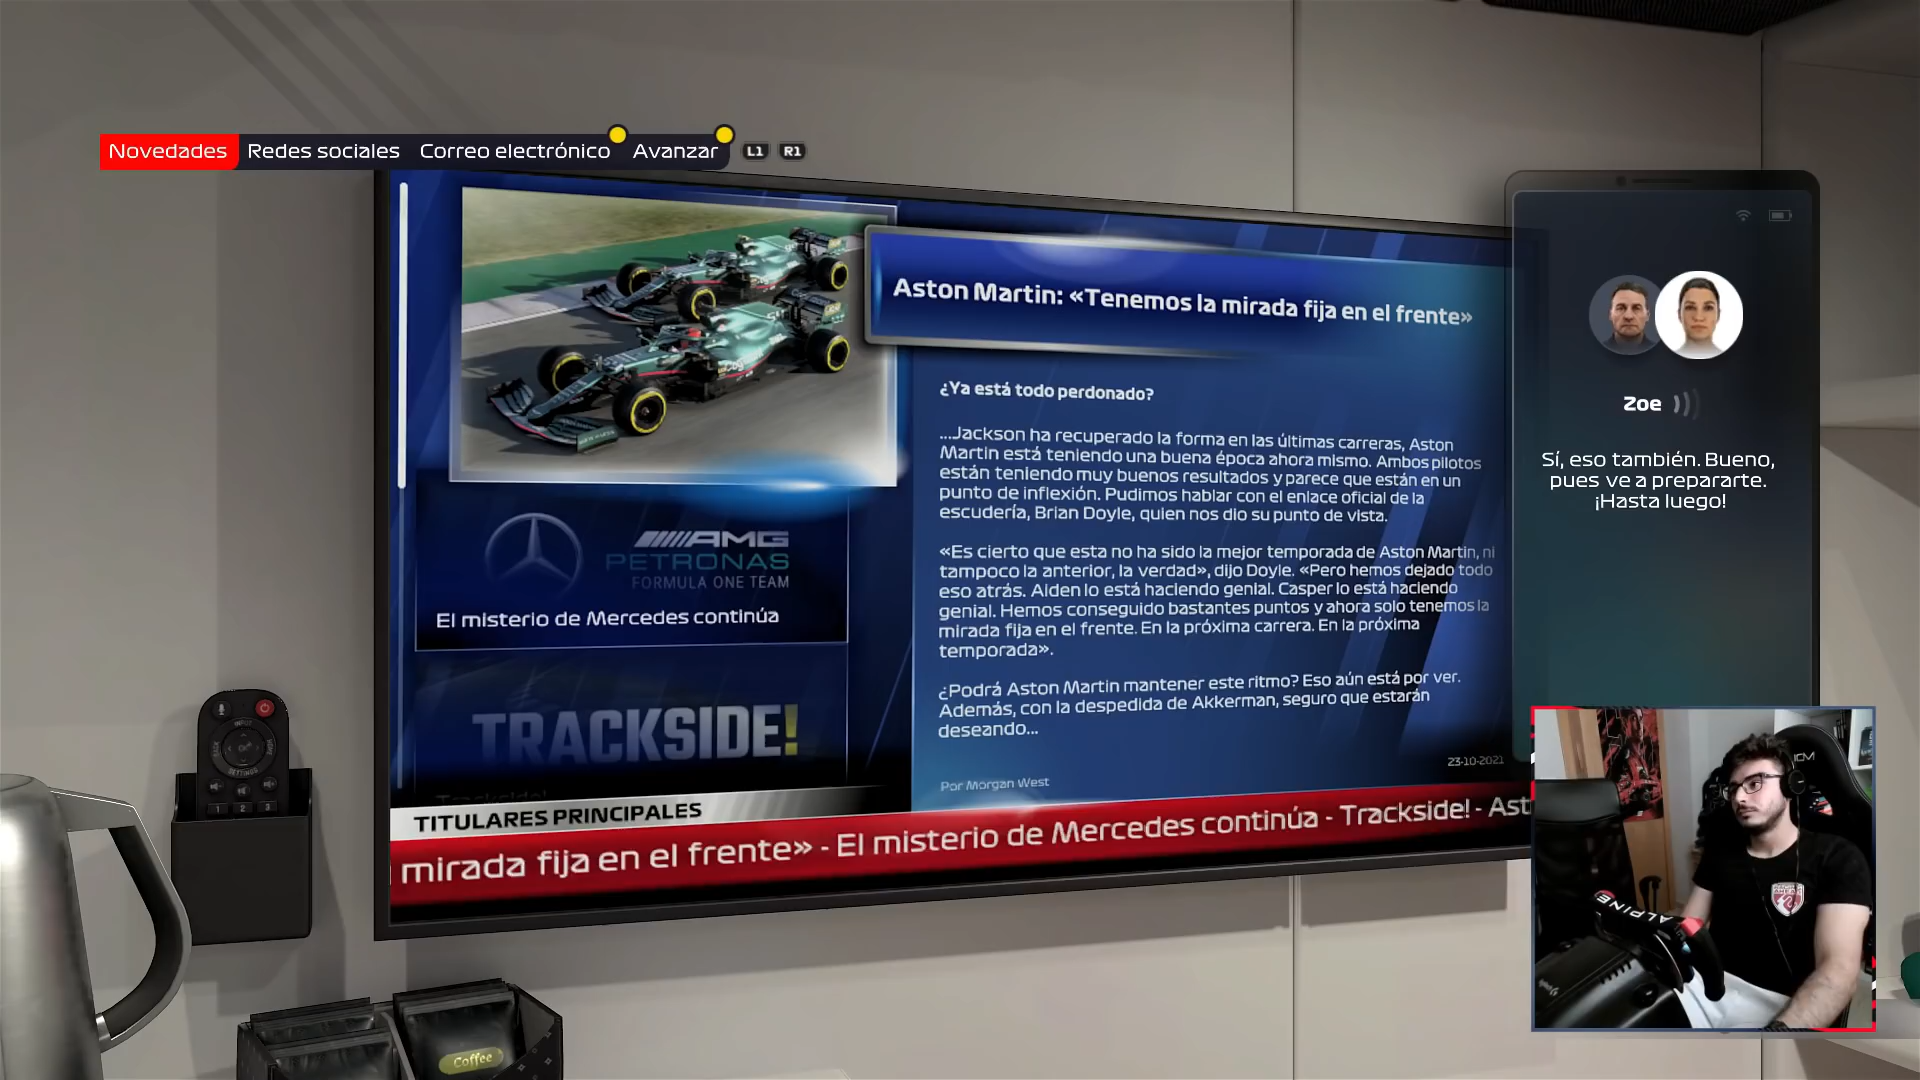 Novedades Redes sociales Correo electrónico Avanzar L1 R1
Aston Martin: «Tenemos la mirada fija en el frente»
¿Ya está todo perdonado?
...Jackson ha recuperado la forma en las últimas carreras, Aston
Martin está teniendo una buena época ahora mismo. Ambos pilotos
están teniendo muy buenos resultados y parece que están en un
punto de inflexión. Pudimos hablar con el enlace oficial de la
escudería, Brian Doyle, quien nos dio su punto de vista.
«Es cierto que esta no ha sido la mejor temporada de Aston Martin, ni
tampoco la anterior, la verdad», dijo Doyle. «Pero hemos dejado todo
eso atrás. Aiden lo está haciendo genial. Casper lo está haciendo
genial. Hemos conseguido bastantes puntos y ahora solo tenemos la
mirada fija en el frente. En la próxima carrera. En la próxima
temporada».
¿Podrá Aston Martin mantener este ritmo? Eso aún está por ver.
Además, con la despedida de Akkerman, seguro que estarán
deseando...
23-10-2021
Por Morgan West
AMG
PETRONAS
FORMULA ONE TEAM
El misterio de Mercedes continúa
TRACKSIDE!
Trackside!
TITULARES PRINCIPALES
mirada fija en el frente» - El misterio de Mercedes continúa - Trackside! - Ast
Zoe
Sí, eso también. Bueno,
pues ve a prepararte.
¡Hasta luego!
INPUT
BACK
OK
SETTINGS
1 2 3
Coffee
ALPINE
ALPINE